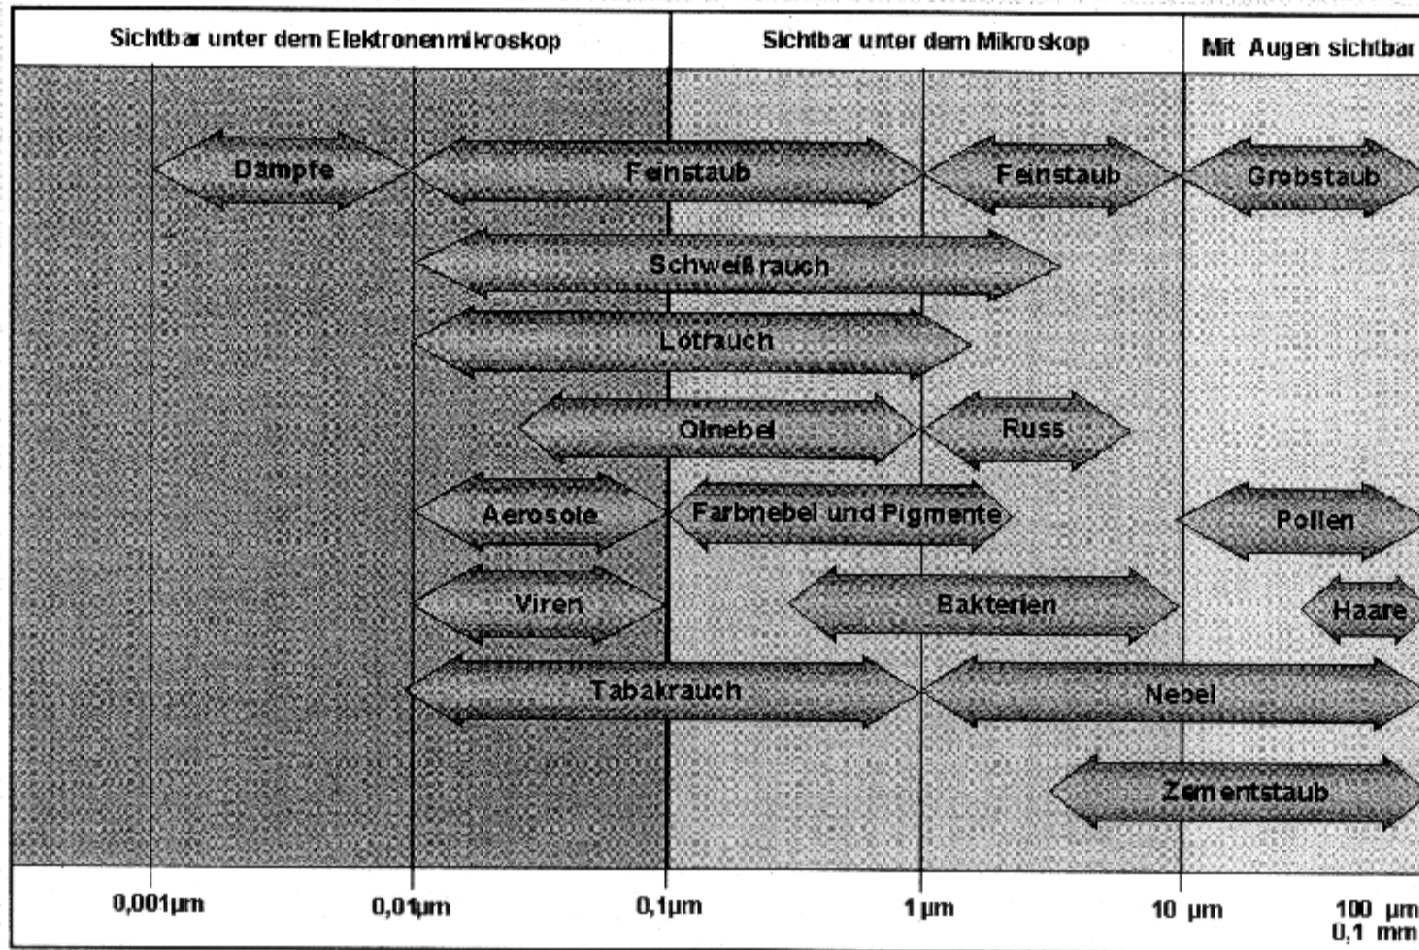 Sichtbar unter dem Elektronenmikroskop
Sichtbar unter dem Mikroskop
Mit Augen sichtbar
Dämpfe
Feinstaub
Feinstaub
Grobstaub
Schweißrauch
Lötrauch
Ölnebel
Russ
Aerosole
Farbnebel und Pigmente
Pollen
Viren
Bakterien
Haare
Tabakrauch
Nebel
Zementstaub
0,001µm
0,01µm
0,1µm
1µm
10 µm
100 µm
0,1 mm